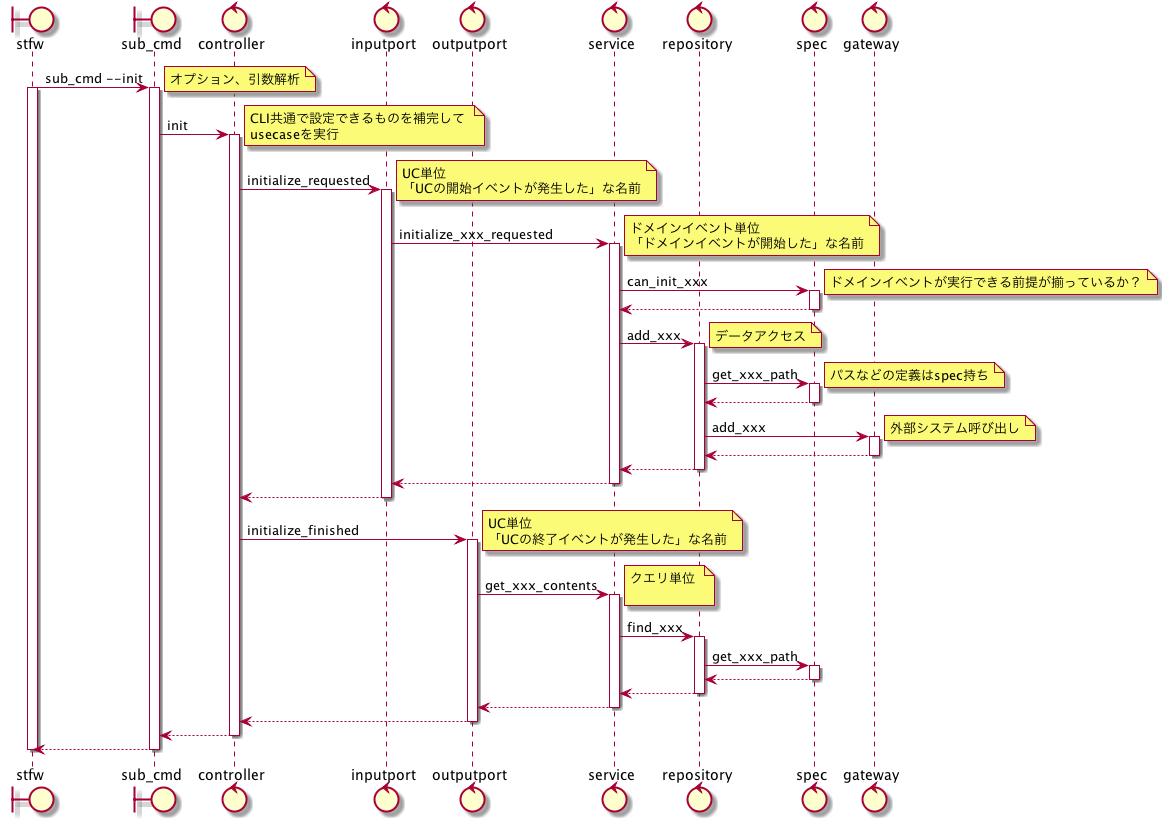 stfw
sub_cmd
controller
inputport
outputport
service
repository
spec
gateway
sub_cmd --init
オプション、引数解析
init
CLI共通で設定できるものを補完して
usecaseを実行
initialize_requested
UC単位
「UCの開始イベントが発生した」な名前
initialize_xxx_requested
ドメインイベント単位
「ドメインイベントが開始した」な名前
can_init_xxx
ドメインイベントが実行できる前提が揃っているか？
add_xxx
データアクセス
get_xxx_path
パスなどの定義はspec持ち
add_xxx
外部システム呼び出し
initialize_finished
UC単位
「UCの終了イベントが発生した」な名前
get_xxx_contents
クエリ単位
find_xxx
get_xxx_path
stfw
sub_cmd
controller
inputport
outputport
service
repository
spec
gateway